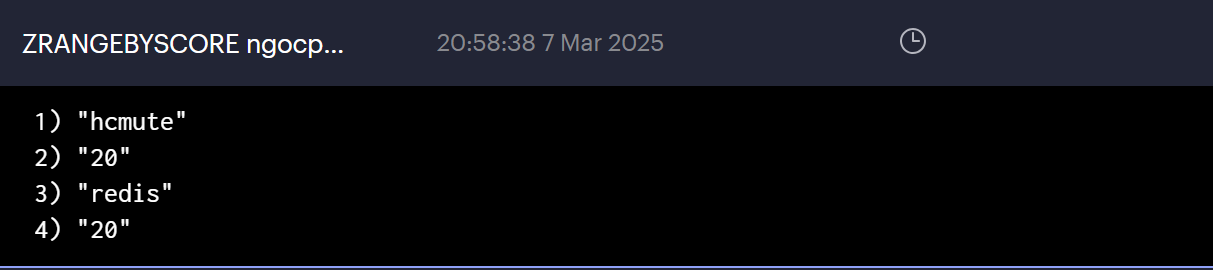 ZRANGEBYSCORE ngocp... 20:58:38 7 Mar 2025
1) "hcmute"
2) "20"
3) "redis"
4) "20"